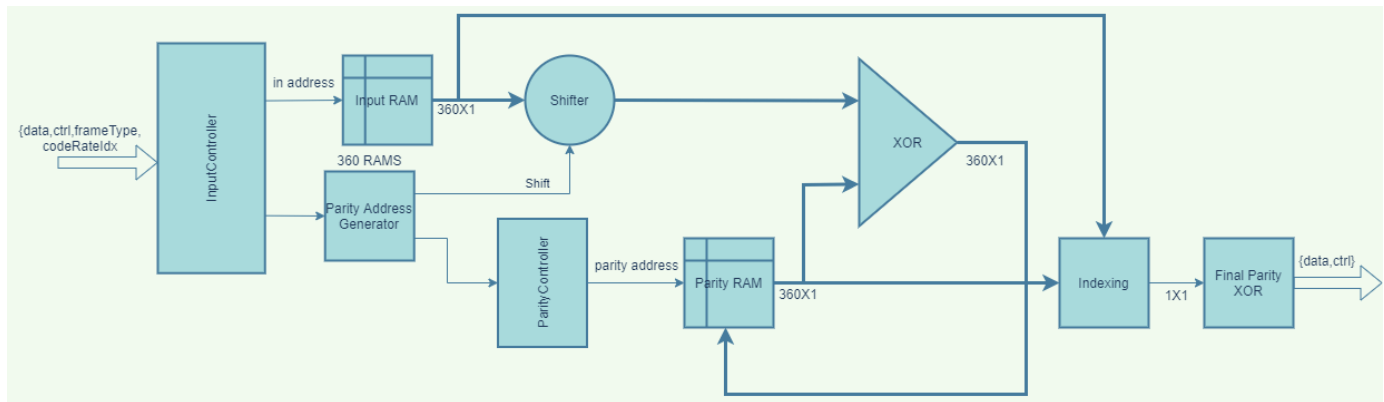 {data,ctrl,frameType,
codeRateIdx
InputController
in address
Input RAM
360X1
360 RAMS
Shifter
Shift
Parity Address
Generator
ParityController
parity address
Parity RAM
360X1
XOR
360X1
Indexing
1X1
Final Parity
XOR
{data,ctrl}